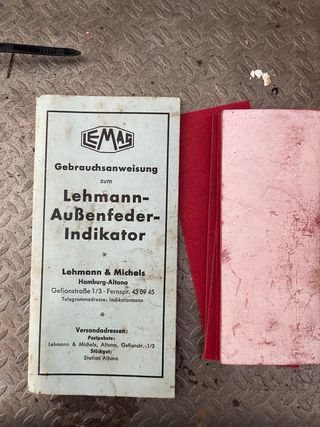 LEMAG
Gebrauchsanweisung
zum
Lehmann-
Außenfeder-
Indikator
*
Lehmann & Michels
Hamburg-Altona
Gefionstraße 1/3 - Fernspr. 43 09 45
Telegrammadresse: Indikatormann
*
Versandadressen:
Postpakete:
Lehmann & Michels, Altona, Gefionstr. 1/3
Stückgut:
Station Altona